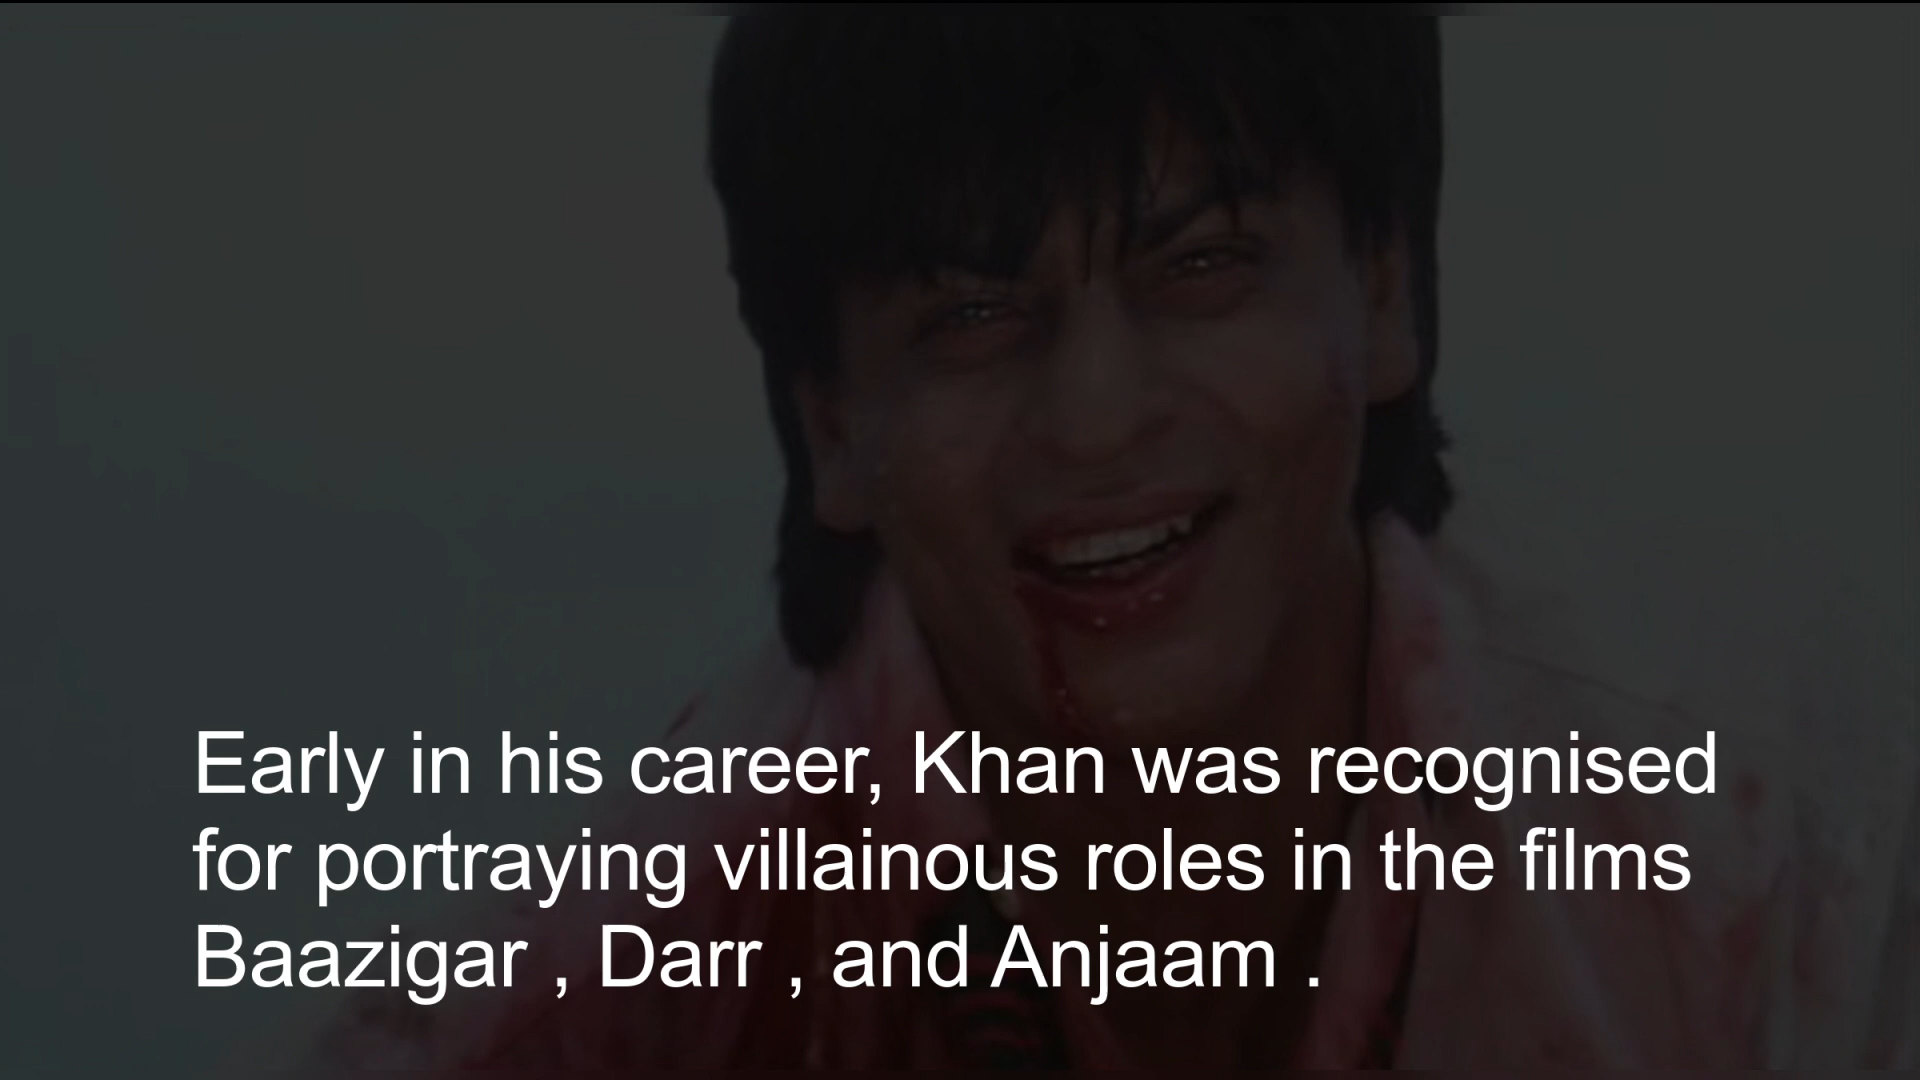 Early in his career, Khan was recognised
for portraying villainous roles in the films
Baazigar , Darr , and Anjaam .